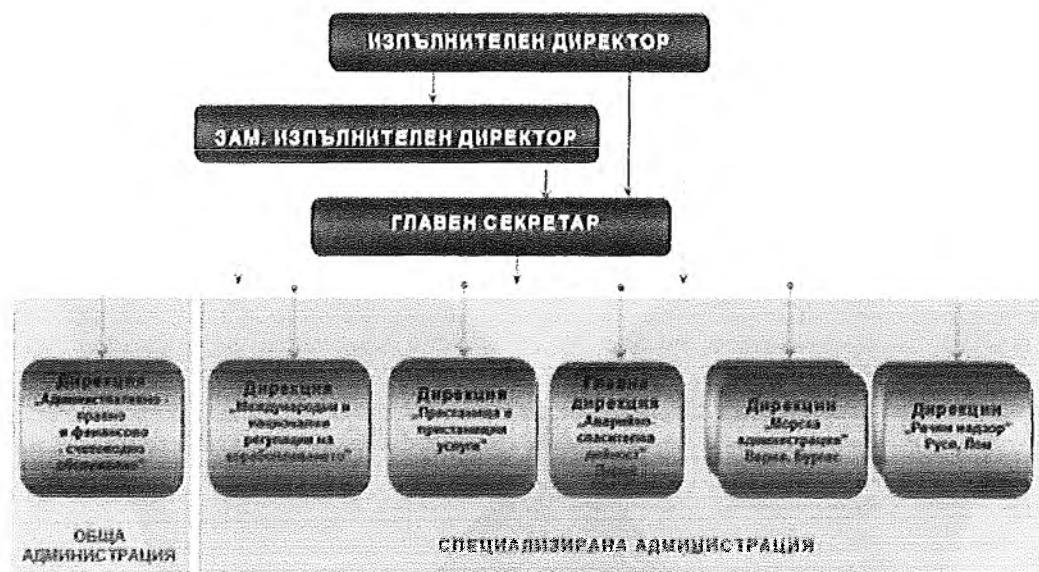 ИЗПЪЛНИТЕЛЕН ДИРЕКТОР
ЗАМ. ИЗПЪЛНИТЕЛЕН ДИРЕКТОР
ГЛАВЕН СЕКРЕТАР
Дирекция
„Административно-
правно
и финансово
- счетоводно
обслужване"
Дирекция
„Международни и
национални
регулации на
корабоплаването"
Дирекция
„Пристанища и
пристанищни
услуги"
Главна
дирекция
„Аварийно
спасителна
дейност"
Дирекции
„Морска
администрация"
Варна, Бургас
Дирекции
„Речен надзор"
Русе, Лом
ОБЩА
АДМИНИСТРАЦИЯ
СПЕЦИАЛИЗИРАНА АДМИНИСТРАЦИЯ